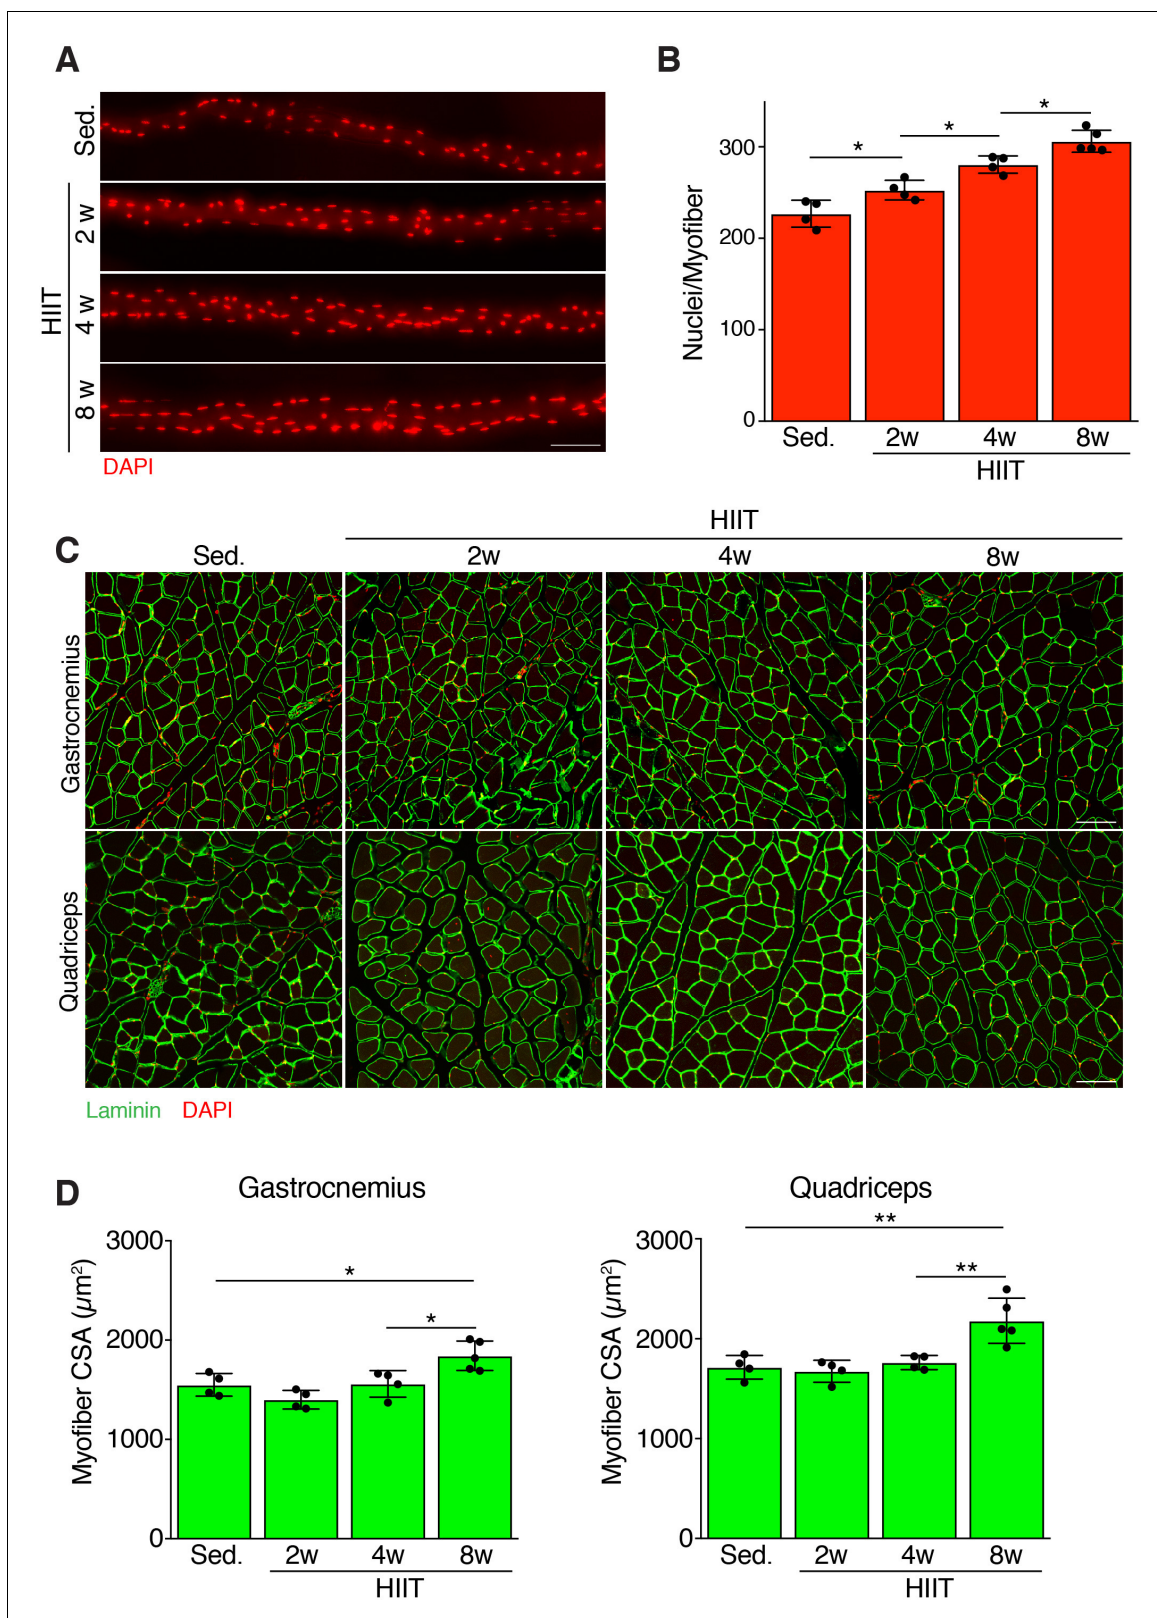 A
Sed.
2 w
4 w
8 w
HIIT
DAPI
B
Nuclei/Myofiber
300
200
100
0
*
*
*
Sed. 2w 4w 8w
HIIT
C
HIIT
Sed. 2w 4w 8w
Gastrocnemius
Quadriceps
Laminin DAPI
D
Gastrocnemius
Myofiber CSA (µm²)
3000
2000
1000
0
*
*
Sed. 2w 4w 8w
HIIT
Quadriceps
Myofiber CSA (µm²)
3000
2000
1000
0
**
**
Sed. 2w 4w 8w
HIIT